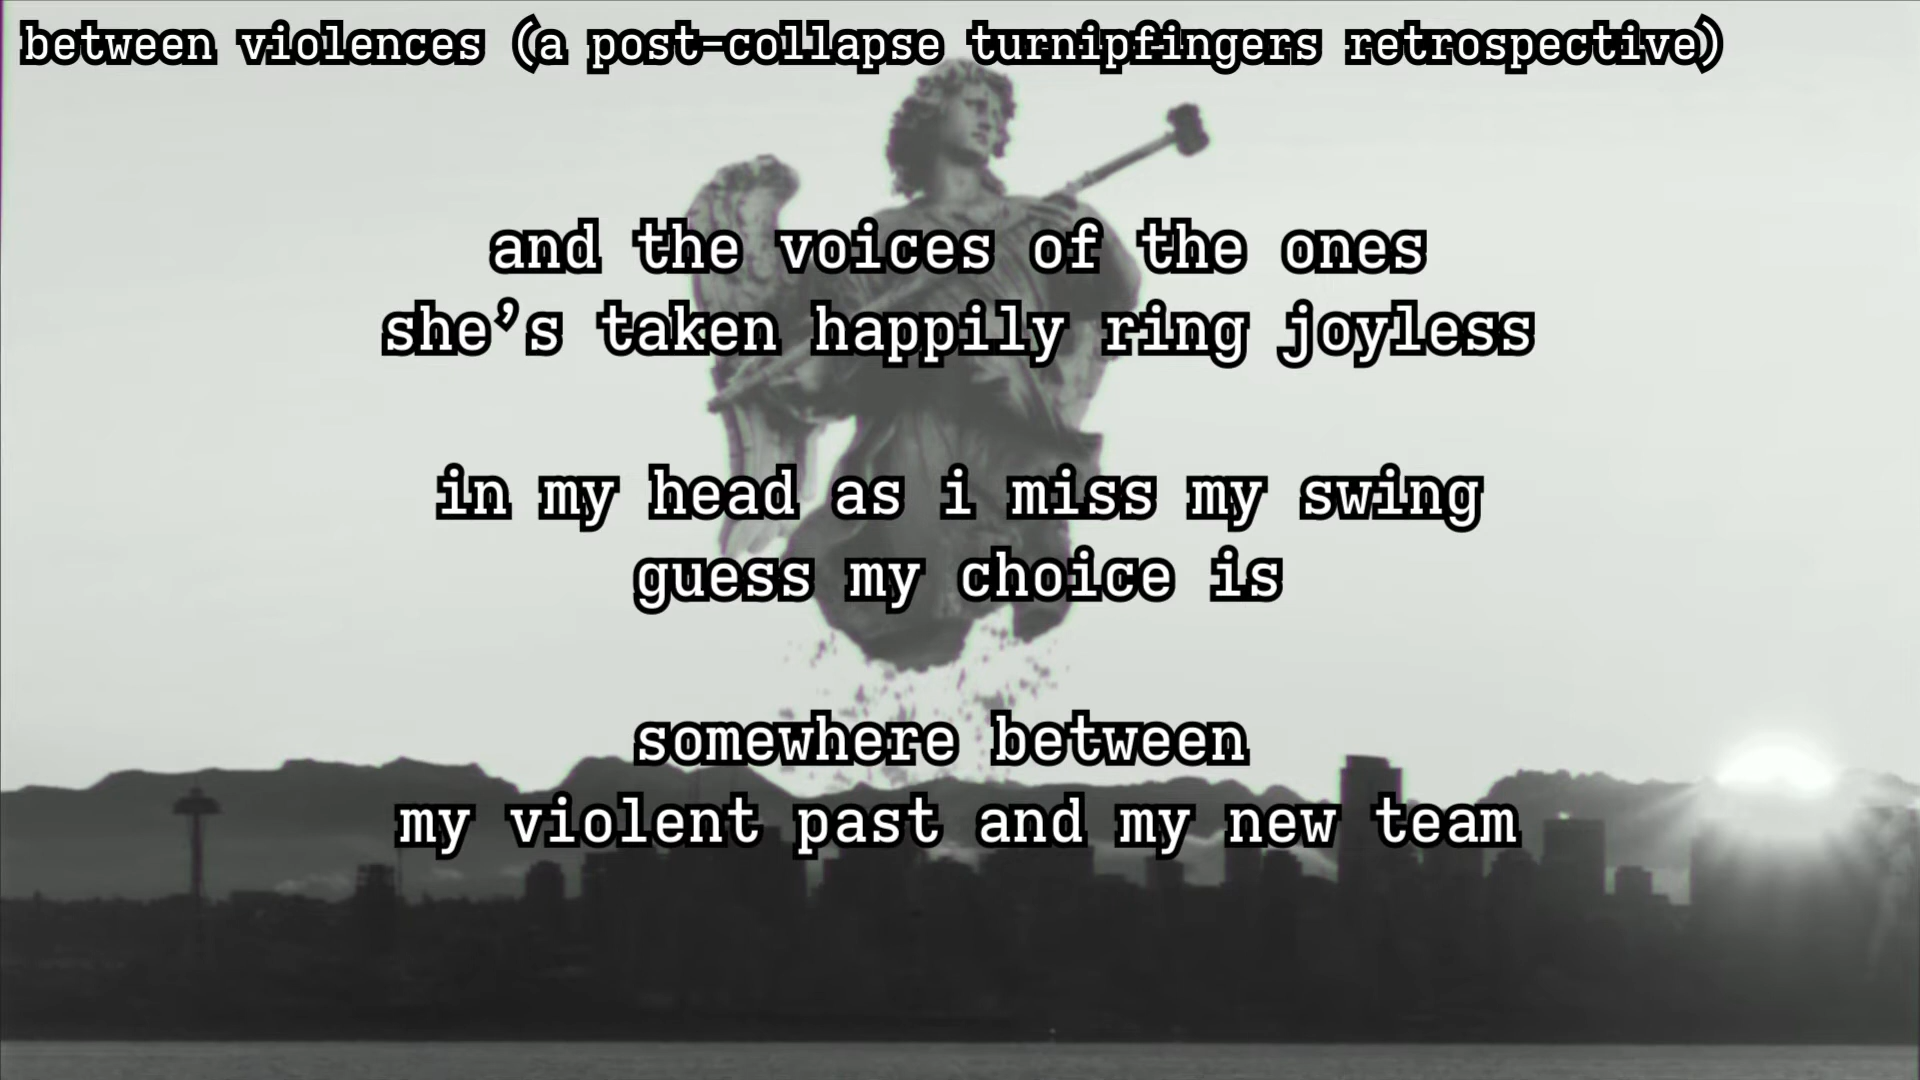 between violences (a post-collapse turnipfingers retrospective)
and the voices of the ones
she's taken happily ring joyless
in my head as i miss my swing
guess my choice is
somewhere between
my violent past and my new team